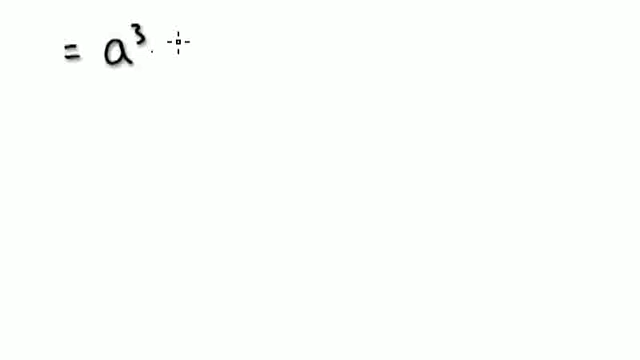 = a³